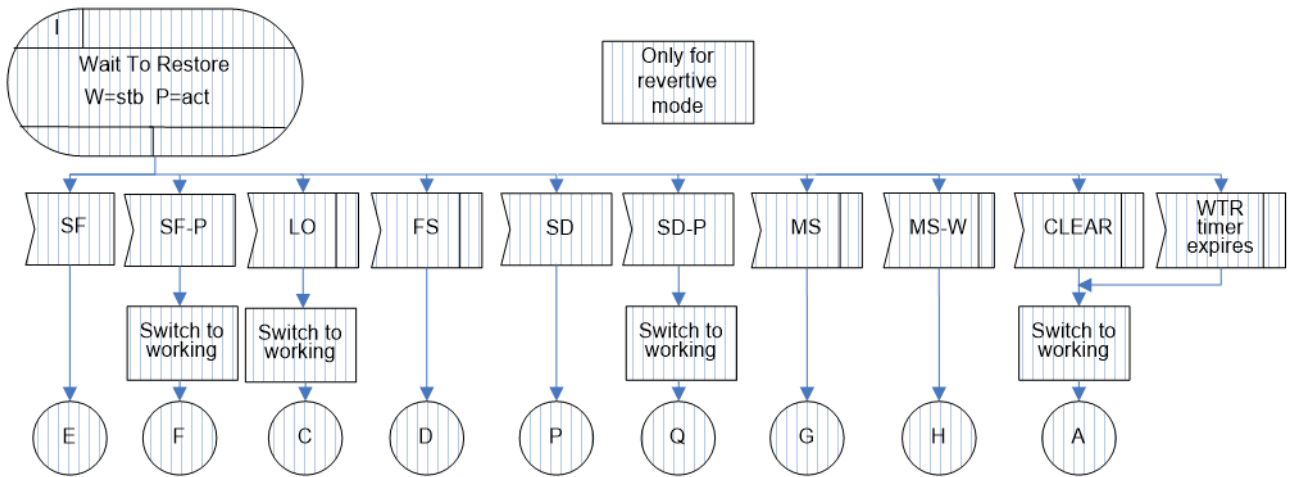 I
Wait To Restore
W=stb P=act
Only for
revertive
mode
SF
SF-P
LO
FS
SD
SD-P
MS
MS-W
CLEAR
WTR
timer
expires
Switch to
working
Switch to
working
Switch to
working
Switch to
working
E
F
C
D
P
Q
G
H
A